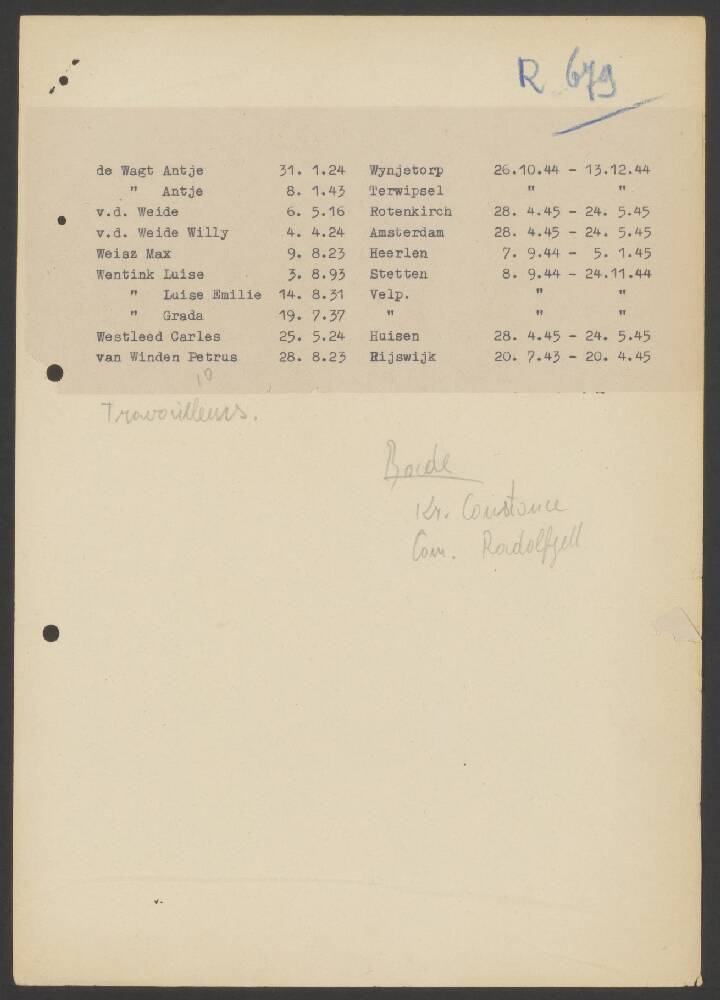 R 679
de Wagt Antje 31. 1.24 Wynjetorp 26.10.44 - 13.12.44
" Antje 8. 1.43 Terwipsel " "
v.d. Weide 6. 5.16 Rotenkirch 28. 4.45 - 24. 5.45
v.d. Weide Willy 4. 4.24 Amsterdam 28. 4.45 - 24. 5.45
Weisz Max 9. 8.23 Heerlen 7. 9.44 - 5. 1.45
Wentink Luise 3. 8.93 Stetten 8. 9.44 - 24.11.44
" Luise Emilie 14. 8.31 Velp. " "
" Grada 19. 7.37 " " "
Westleed Carles 25. 5.24 Huisen 28. 4.45 - 24. 5.45
van Winden Petrus 28. 8.23 Rijswijk 20. 7.43 - 20. 4.45
10
Travailleurs.
Bade
Kr. Constance
Com. Radolfzell